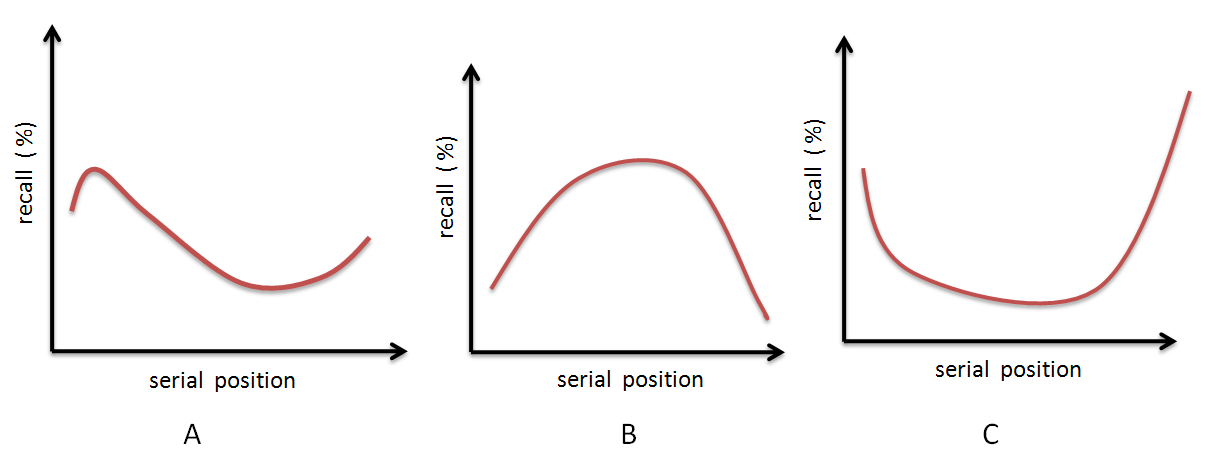 recall ( %)
serial position
A
recall ( %)
serial position
B
recall ( %)
serial position
C